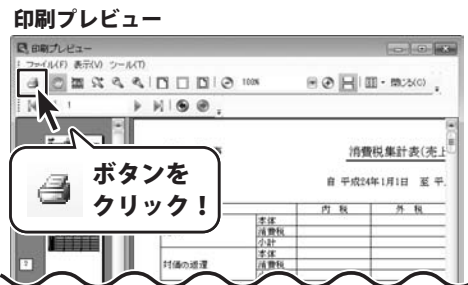 印刷プレビュー
印刷プレビュー
ファイル(F) 表示(V) ツール(T)
100%
閉じる(C)
1
消費税集計表(売上
自 平成24年1月1日 至 平
ボタンを
クリック！
内 税 外 税
本体
消費税
小計
対価の返還
本体
消費税